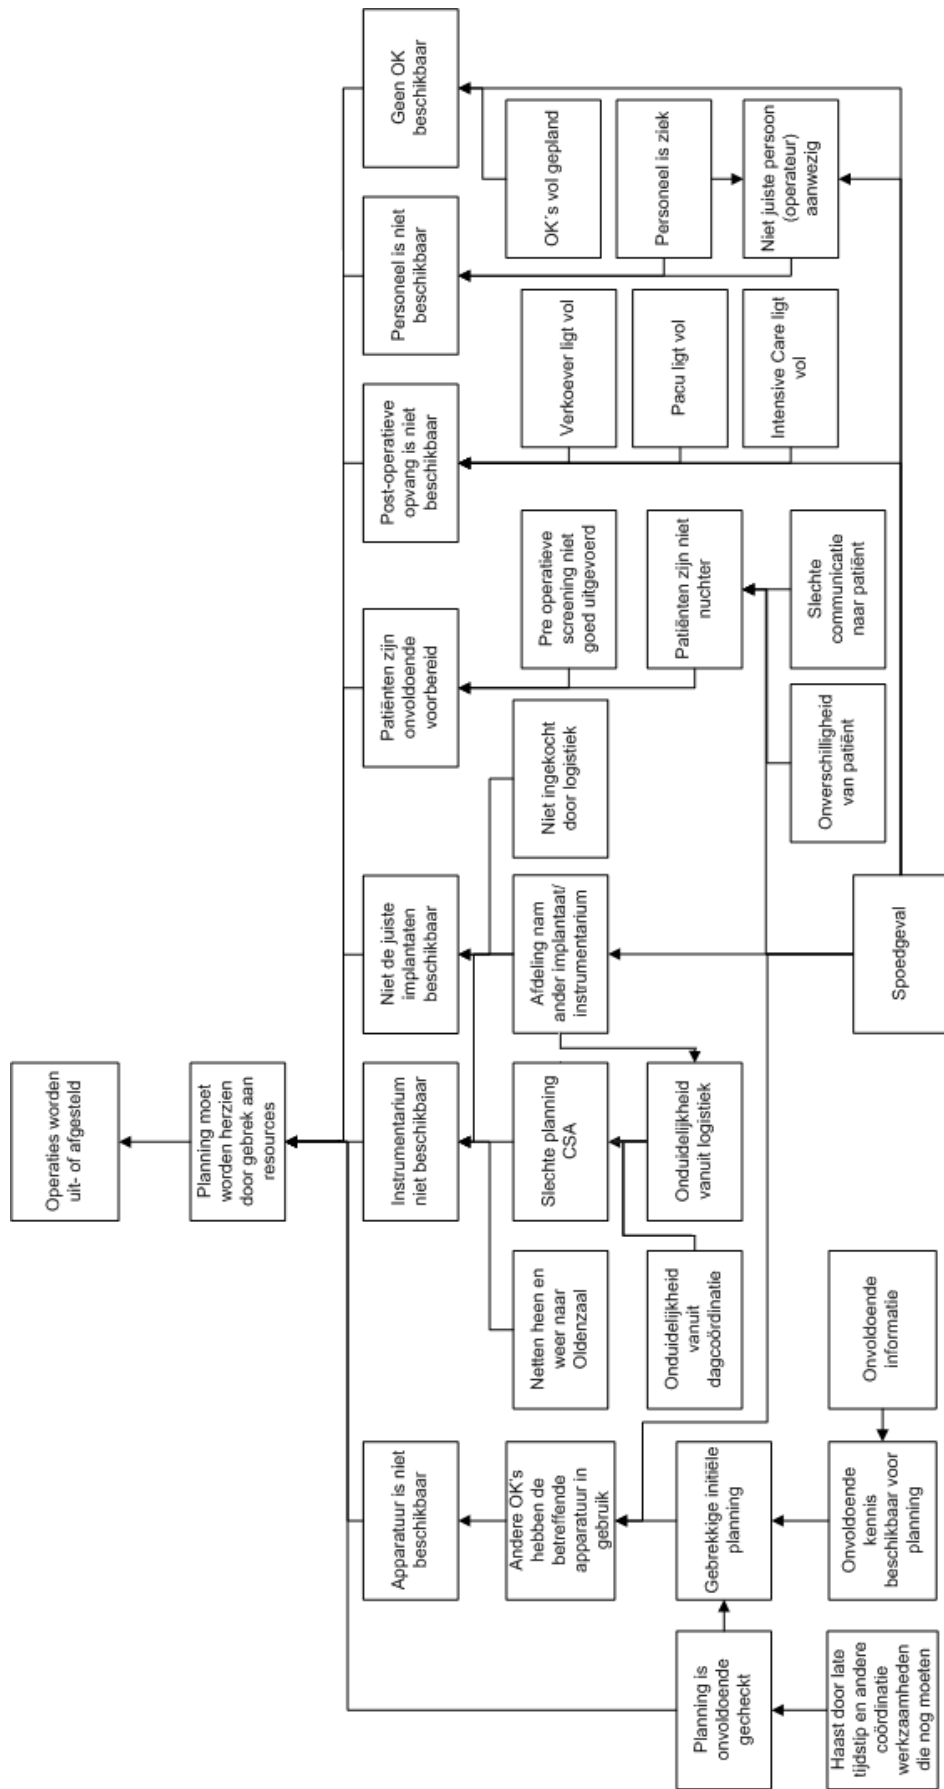 Operaties worden
uit- of afgesteld
Planning moet
worden herzien
door gebrek aan
resources
Apparatuur is niet
beschikbaar
Instrumentarium
niet beschikbaar
Niet de juiste
implantaten
beschikbaar
Patiënten zijn
onvoldoende
voorbereid
Post-operatieve
opvang is niet
beschikbaar
Personeel is niet
beschikbaar
Geen OK
beschikbaar
Andere OK's
hebben de
betreffende
apparatuur in
gebruik
Netten heen en
weer naar
Oldenzaal
Slechte planning
CSA
Afdeling nam
ander implantaat/
instrumentarium
Niet ingekocht
door logistiek
Pre operatieve
screening niet
goed uitgevoerd
Verkoever ligt vol
OK´s vol gepland
Planning is
onvoldoende
gecheckt
Gebrekkige initiële
planning
Onduidelijkheid
vanuit
dagcoördinatie
Onduidelijkheid
vanuit logistiek
Patiënten zijn niet
nuchter
Pacu ligt vol
Personeel is ziek
Intensive Care ligt
vol
Niet juiste persoon
(operateur)
aanwezig
Haast door late
tijdstip en andere
coördinatie
werkzaamheden
die nog moeten
Onvoldoende
kennis
beschikbaar voor
planning
Onvoldoende
informatie
Onverschilligheid
van patiënt
Slechte
communicatie
naar patiënt
Spoedgeval